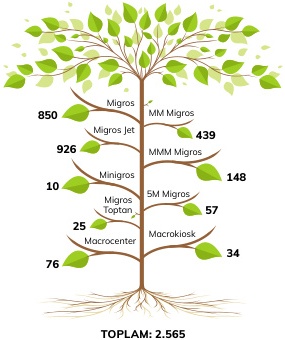 Migros
850
MM Migros
439
Migros Jet
926
MMM Migros
148
Minigros
10
5M Migros
57
Migros
Toptan
25
Macrokiosk
34
Macrocenter
76
TOPLAM: 2.565